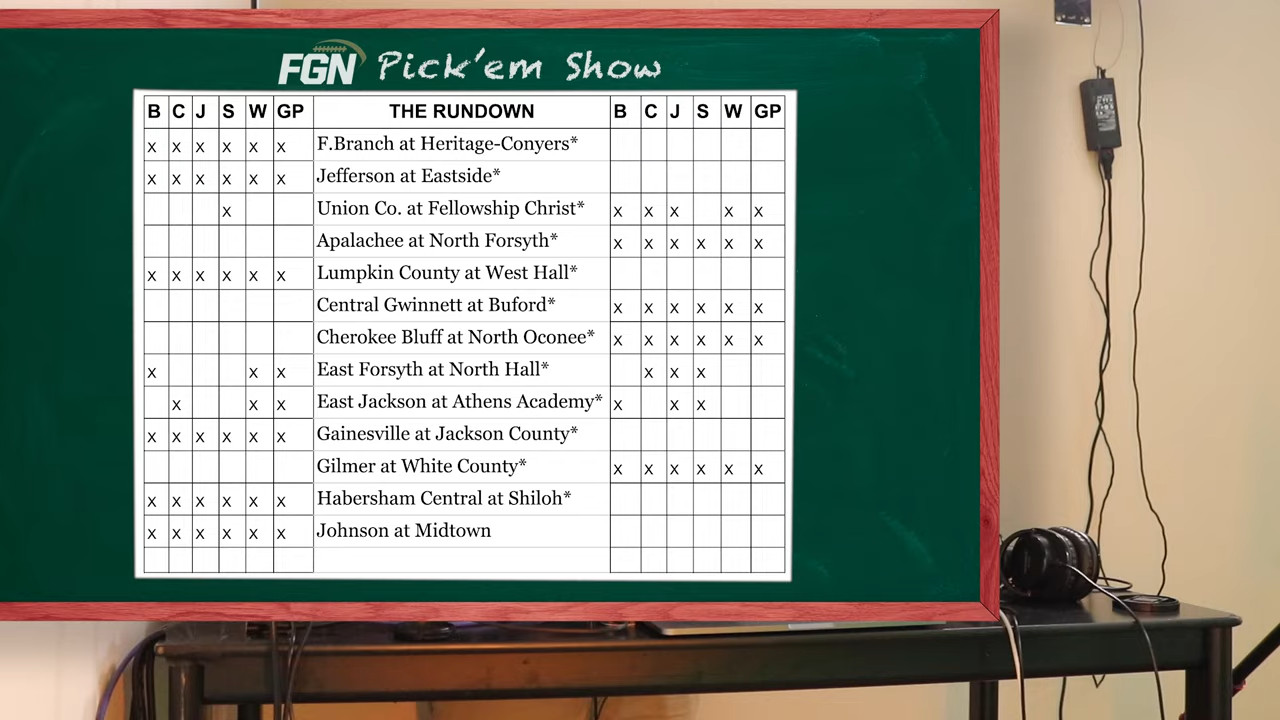 FGN Pick'em Show
B C J S W GP THE RUNDOWN B C J S W GP
x x x x x x F.Branch at Heritage-Conyers*
x x x x x x Jefferson at Eastside*
x Union Co. at Fellowship Christ* x x x x x
Apalachee at North Forsyth* x x x x x x
x x x x x x Lumpkin County at West Hall*
Central Gwinnett at Buford* x x x x x x
Cherokee Bluff at North Oconee* x x x x x x
x x x East Forsyth at North Hall* x x x
x x x East Jackson at Athens Academy* x x x
x x x x x x Gainesville at Jackson County*
Gilmer at White County* x x x x x x
x x x x x x Habersham Central at Shiloh*
x x x x x x Johnson at Midtown